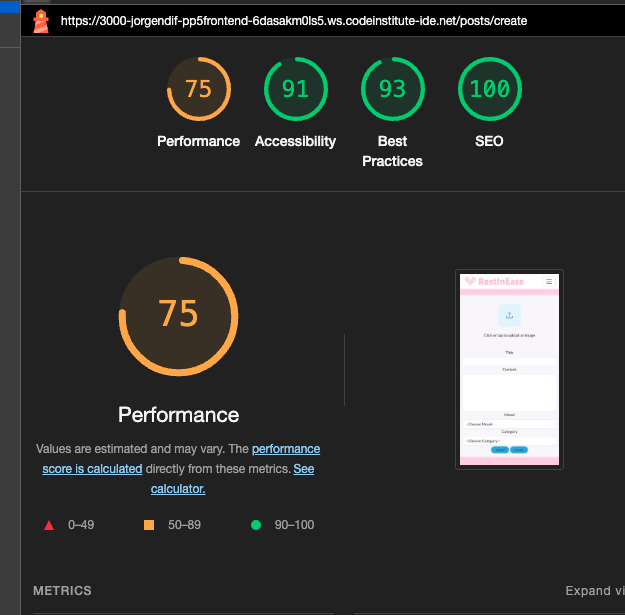 https://3000-jorgendif-pp5frontend-6dasakm0ls5.ws.codeinstitute-ide.net/posts/create
75 91 93 100
Performance Accessibility Best SEO
Practices
75
Performance
Values are estimated and may vary. The performance
score is calculated directly from these metrics. See
calculator.
0–49 50–89 90–100
RestInEase
Click or tap to upload an image
Title
Content
Mood
- Choose Mood -
Category
- Choose Category -
METRICS Expand vi